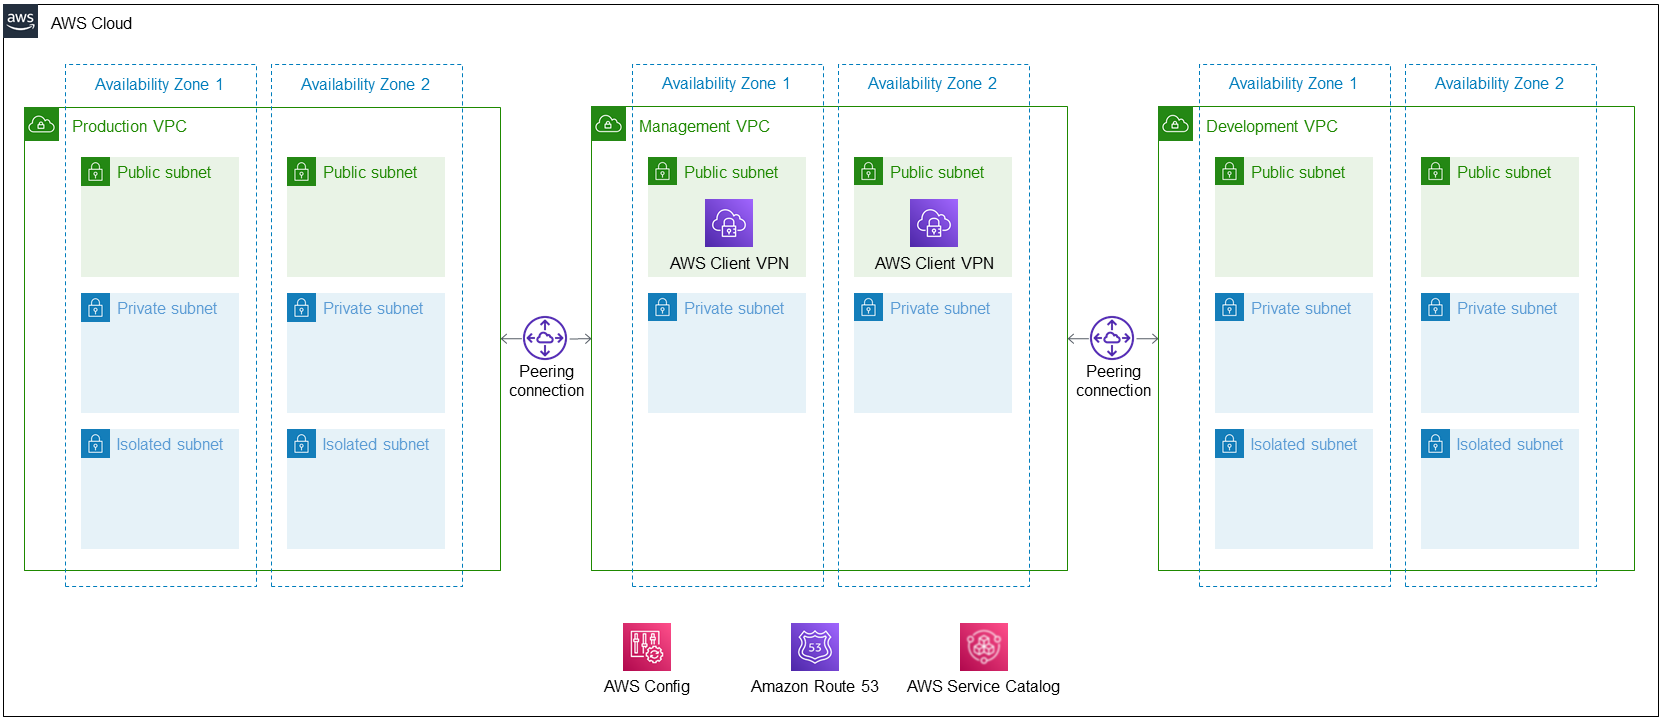 aws
AWS Cloud
Availability Zone 1
Availability Zone 2
Production VPC
Public subnet
Public subnet
Private subnet
Private subnet
Isolated subnet
Isolated subnet
Peering
connection
Availability Zone 1
Availability Zone 2
Management VPC
Public subnet
AWS Client VPN
Public subnet
AWS Client VPN
Private subnet
Private subnet
Peering
connection
Availability Zone 1
Availability Zone 2
Development VPC
Public subnet
Public subnet
Private subnet
Private subnet
Isolated subnet
Isolated subnet
AWS Config
53
Amazon Route 53
AWS Service Catalog